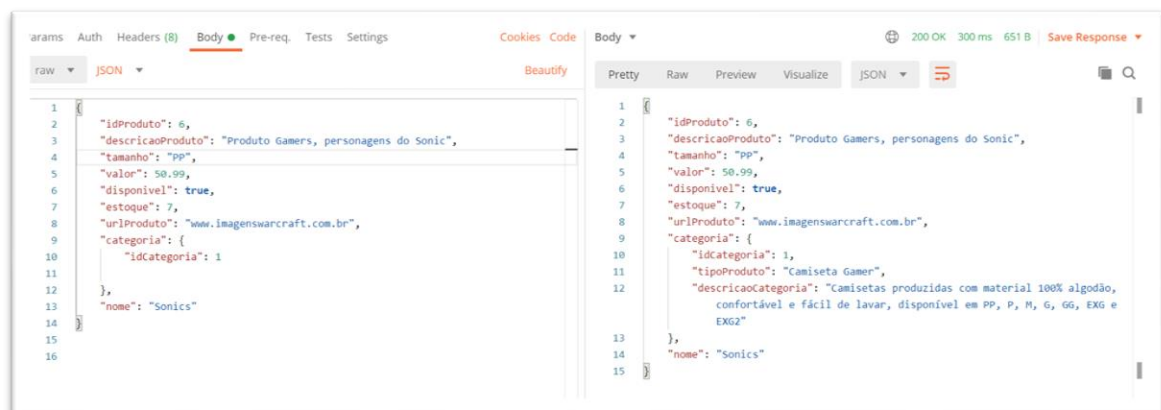 arams Auth Headers (8) Body Pre-req. Tests Settings Cookies Code
raw JSON Beautify
1 {
2 "idProduto": 6,
3 "descricaoProduto": "Produto Gamers, personagens do Sonic",
4 "tamanho": "PP",
5 "valor": 50.99,
6 "disponivel": true,
7 "estoque": 7,
8 "urlProduto": "www.imagenswarcraft.com.br",
9 "categoria": {
10 "idCategoria": 1
11
12 },
13 "nome": "Sonics"
14 }
15
16
Body 200 OK 300 ms 651 B Save Response
Pretty Raw Preview Visualize JSON
1 {
2 "idProduto": 6,
3 "descricaoProduto": "Produto Gamers, personagens do Sonic",
4 "tamanho": "PP",
5 "valor": 50.99,
6 "disponivel": true,
7 "estoque": 7,
8 "urlProduto": "www.imagenswarcraft.com.br",
9 "categoria": {
10 "idCategoria": 1,
11 "tipoProduto": "Camiseta Gamer",
12 "descricaoCategoria": "Camisetas produzidas com material 100% algodão,
confortável e fácil de lavar, disponível em PP, P, M, G, GG, EXG e
EXG2"
13 },
14 "nome": "Sonics"
15 }